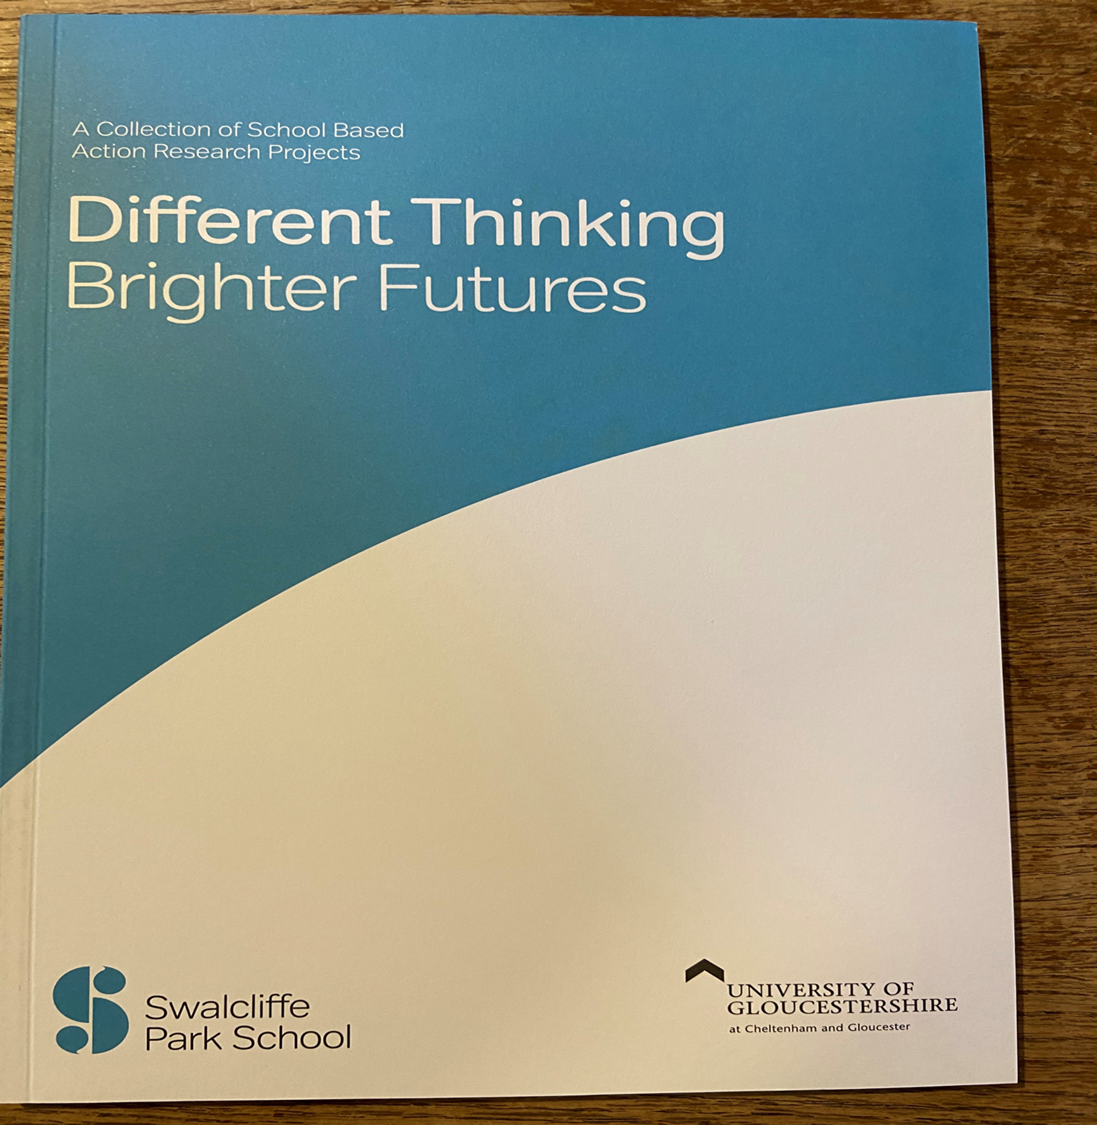 A Collection of School Based
Action Research Projects
Different Thinking
Brighter Futures
Swalcliffe
Park School
UNIVERSITY OF
GLOUCESTERSHIRE
at Cheltenham and Gloucester